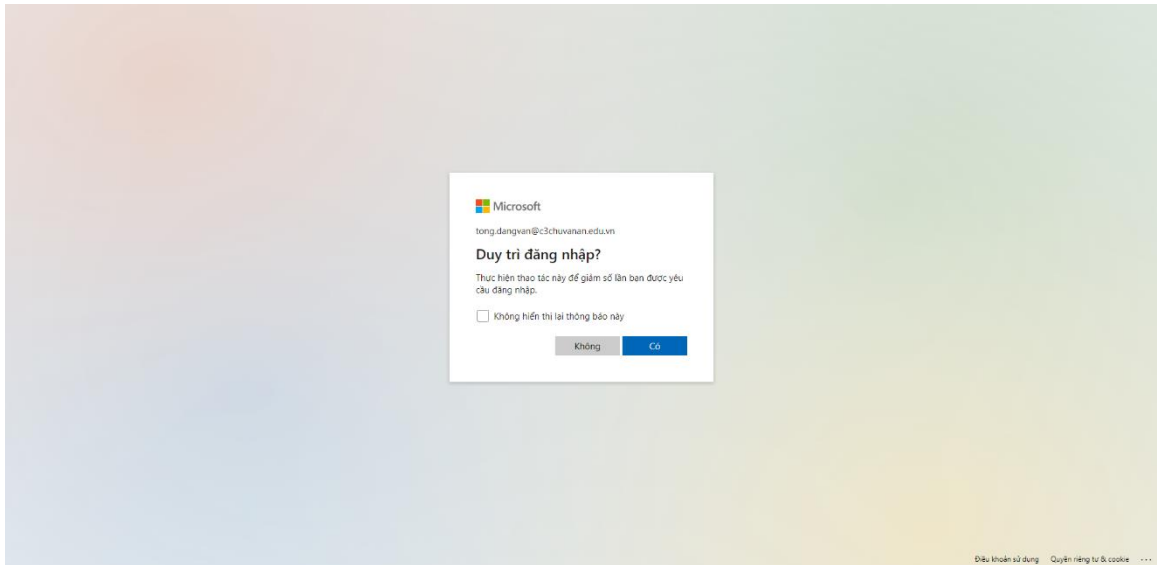 Microsoft
tong.dangvan@c3chuvanan.edu.vn
Duy trì đăng nhập?
Thực hiện thao tác này để giảm số lần bạn được yêu
cầu đăng nhập.
Không hiển thị lại thông báo này
Không Có
Điều khoản sử dụng Quyền riêng tư & cookie ...